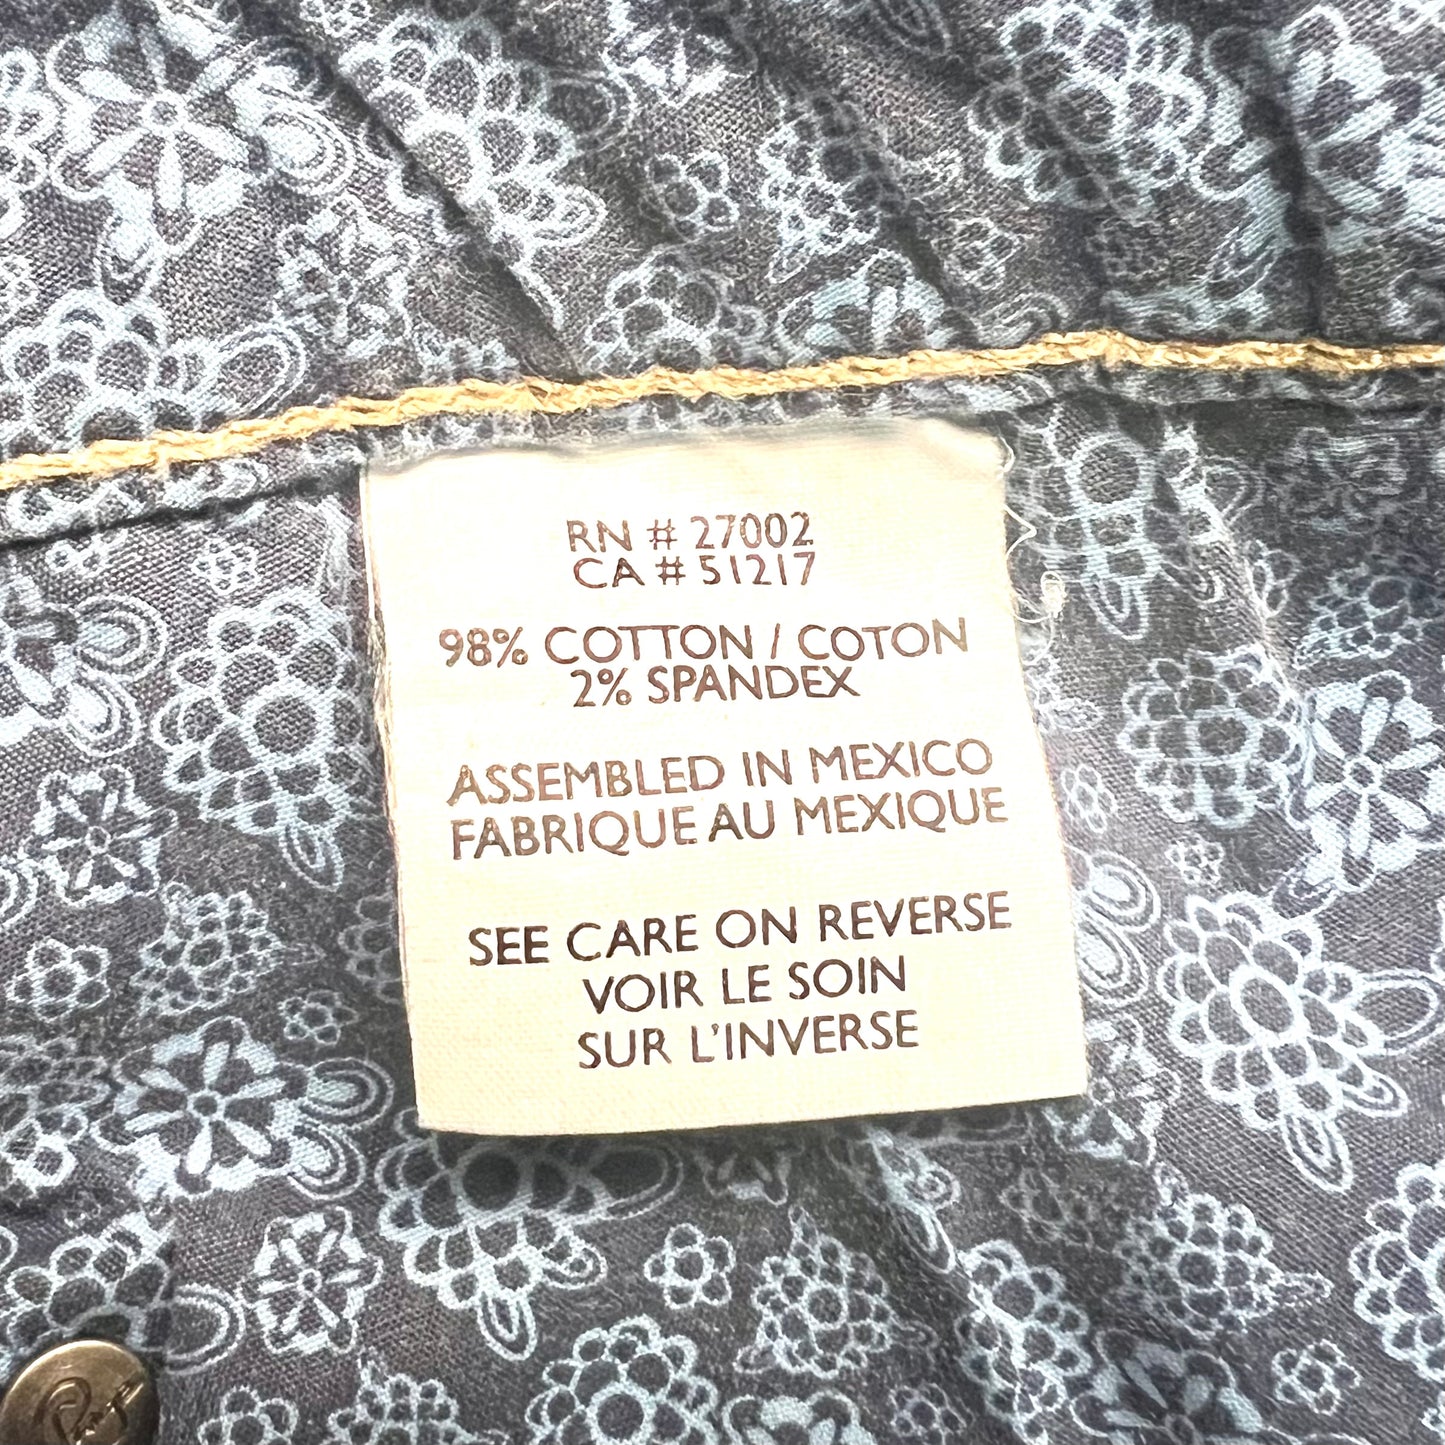 RN # 27002
CA # 51217
98% COTTON / COTON
2% SPANDEX
ASSEMBLED IN MEXICO
FABRIQUE AU MEXIQUE
SEE CARE ON REVERSE
VOIR LE SOIN
SUR L'INVERSE